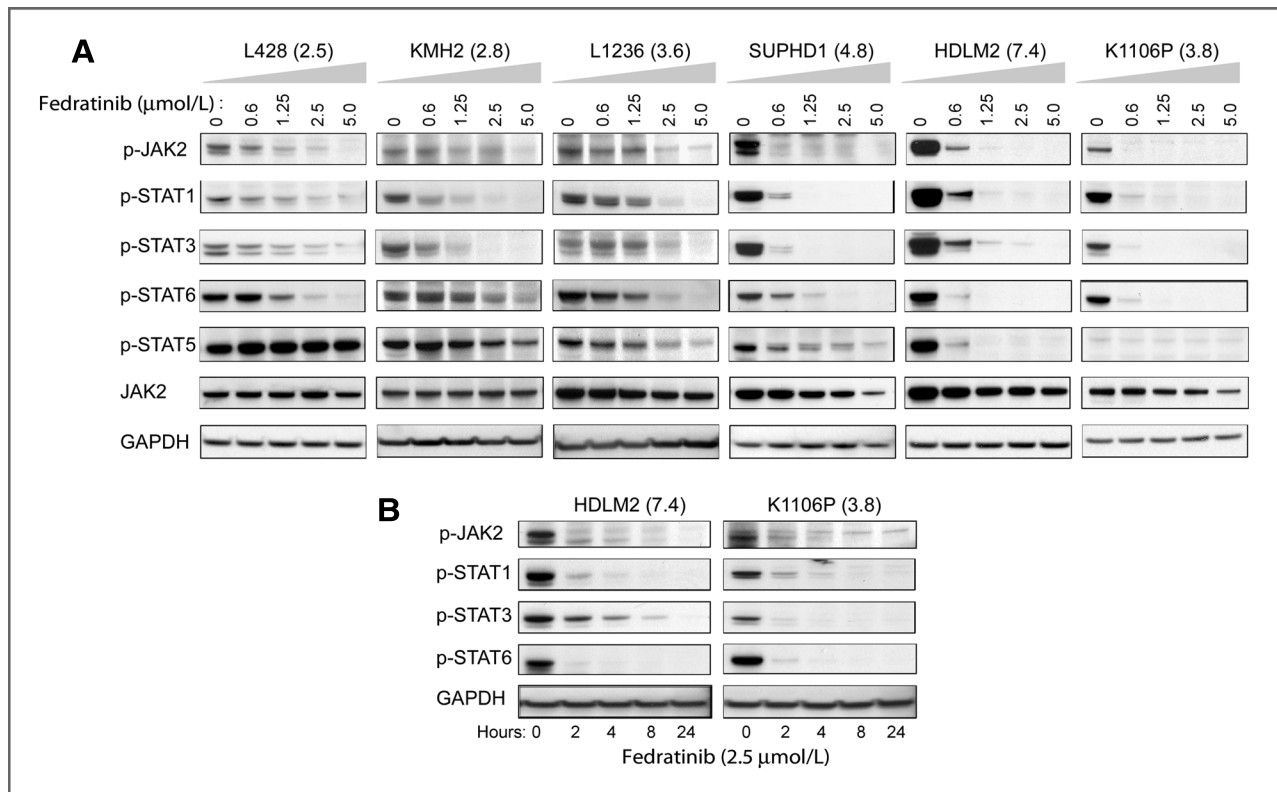 A
L428 (2.5) KMH2 (2.8) L1236 (3.6) SUPHD1 (4.8) HDLM2 (7.4) K1106P (3.8)
Fedratinib (μmol/L) : 0 0.6 1.25 2.5 5.0 0 0.6 1.25 2.5 5.0 0 0.6 1.25 2.5 5.0 0 0.6 1.25 2.5 5.0 0 0.6 1.25 2.5 5.0 0 0.6 1.25 2.5 5.0
p-JAK2
p-STAT1
p-STAT3
p-STAT6
p-STAT5
JAK2
GAPDH
B
HDLM2 (7.4) K1106P (3.8)
p-JAK2
p-STAT1
p-STAT3
p-STAT6
GAPDH
Hours: 0 2 4 8 24 0 2 4 8 24
Fedratinib (2.5 μmol/L)